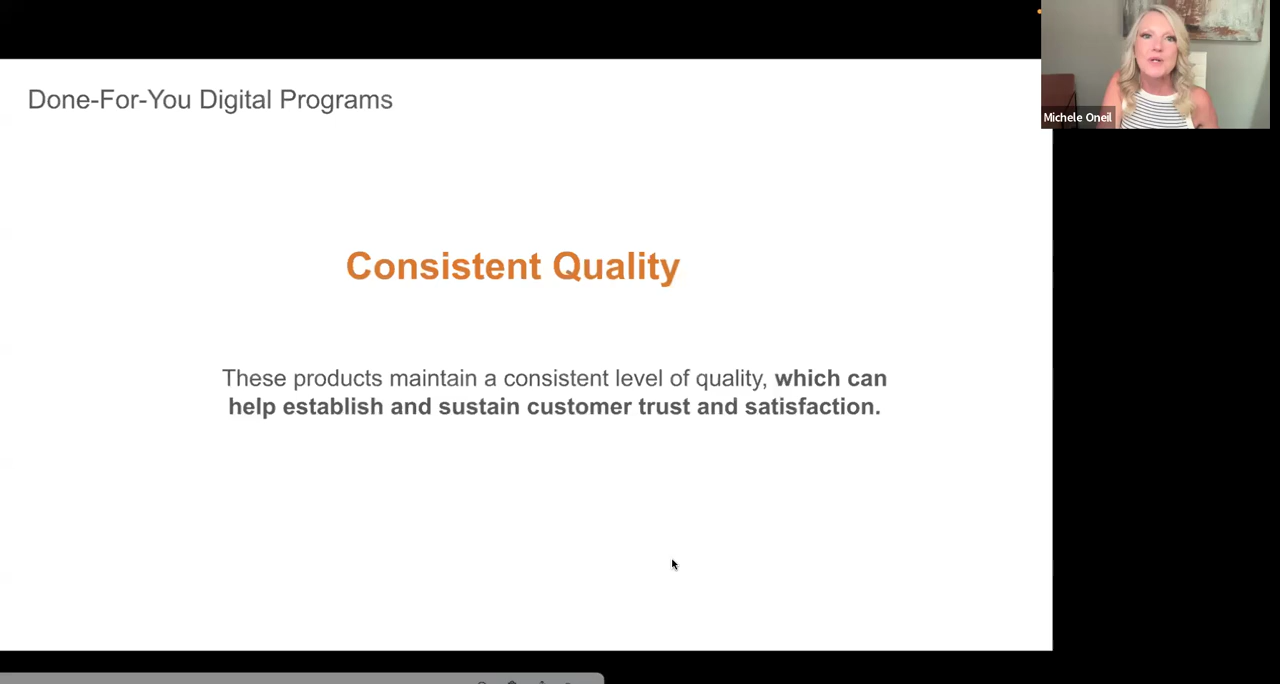 Done-For-You Digital Programs
Michele Oneil
Consistent Quality
These products maintain a consistent level of quality, which can
help establish and sustain customer trust and satisfaction.